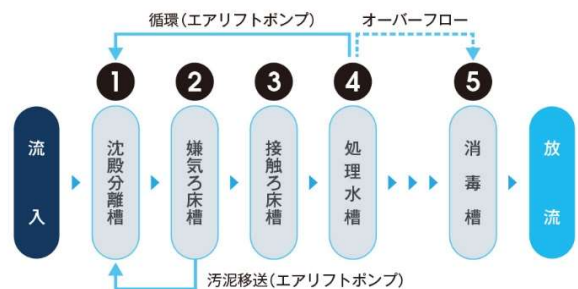 循環（エアリフトポンプ）
オーバーフロー
1
2
3
4
5
流入
沈殿分離槽
嫌気ろ床槽
接触ろ床槽
処理水槽
消毒槽
放流
汚泥移送（エアリフトポンプ）